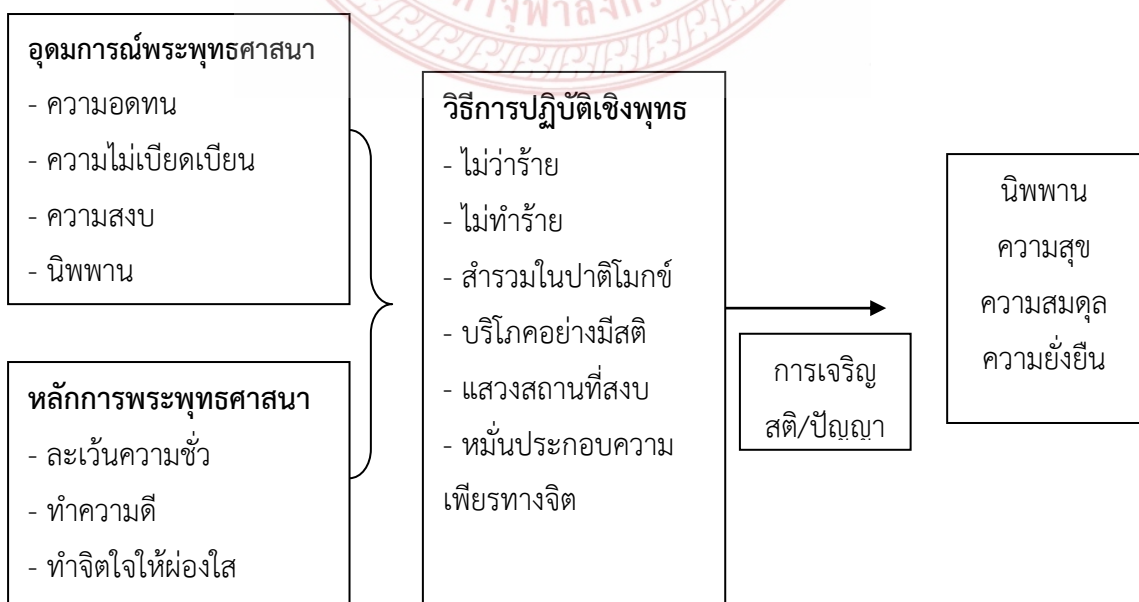 อุดมการณ์พระพุทธศาสนา
- ความอดทน
- ความไม่เบียดเบียน
- ความสงบ
- นิพพาน
หลักการพระพุทธศาสนา
- ละเว้นความชั่ว
- ทำความดี
- ทำจิตใจให้ผ่องใส
วิธีการปฏิบัติเชิงพุทธ
- ไม่ว่าร้าย
- ไม่ทำร้าย
- สำรวมในปาติโมกข์
- บริโภคอย่างมีสติ
- แสวงสถานที่สงบ
- หมั่นประกอบความ
เพียรทางจิต
การเจริญ
สติ/ปัญญา
นิพพาน
ความสุข
ความสมดุล
ความยั่งยืน